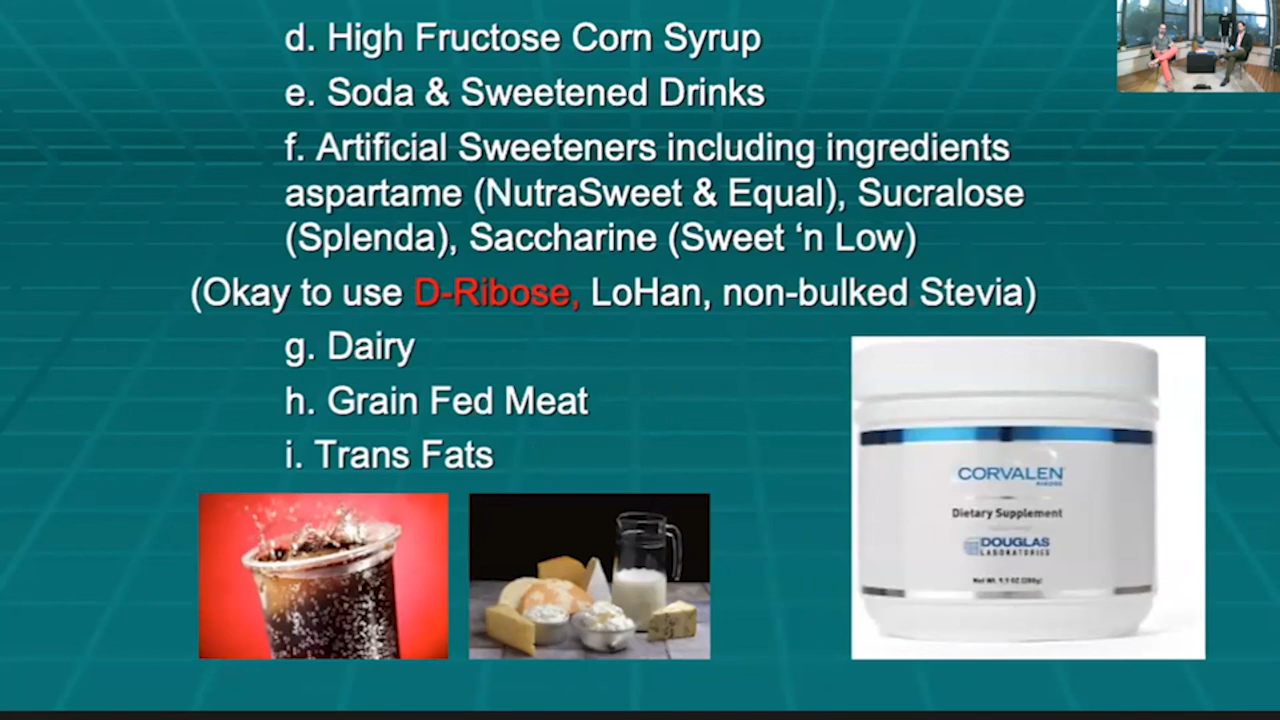 d. High Fructose Corn Syrup
e. Soda & Sweetened Drinks
f. Artificial Sweeteners including ingredients
aspartame (NutraSweet & Equal), Sucralose
(Splenda), Saccharine (Sweet ‘n Low)
(Okay to use D-Ribose, LoHan, non-bulked Stevia)
g. Dairy
h. Grain Fed Meat
i. Trans Fats
CORVALEN
RIBOSE
Dietary Supplement
DOUGLAS
LABORATORIES